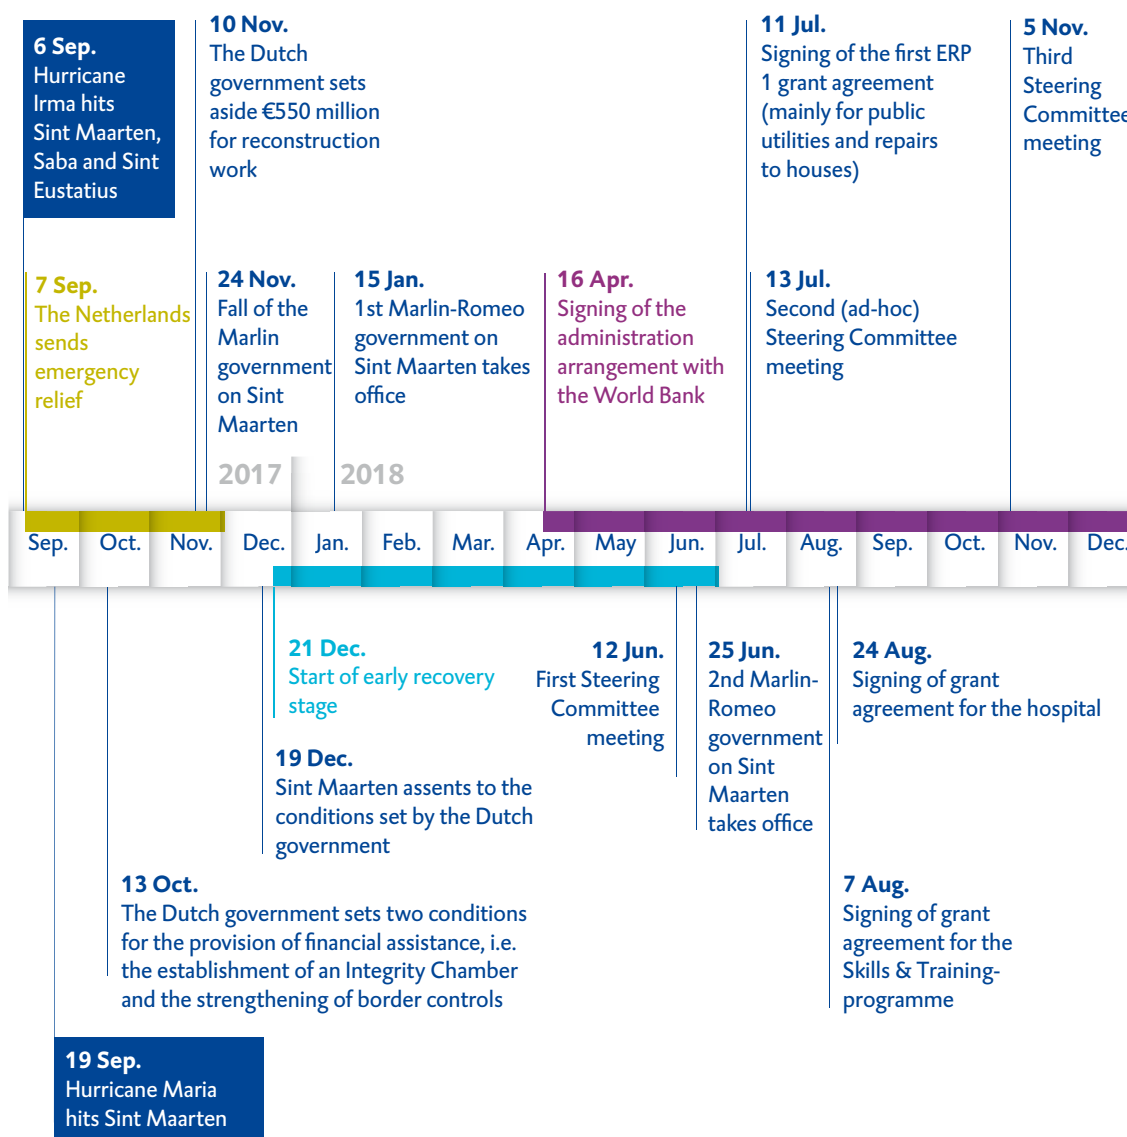 6 Sep.
Hurricane
Irma hits
Sint Maarten,
Saba and Sint
Eustatius
10 Nov.
The Dutch
government sets
aside €550 million
for reconstruction
work
11 Jul.
Signing of the first ERP
1 grant agreement
(mainly for public
utilities and repairs
to houses)
5 Nov.
Third
Steering
Committee
meeting
7 Sep.
The Netherlands
sends
emergency
relief
24 Nov.
Fall of the
Marlin
government
on Sint
Maarten
15 Jan.
1st Marlin-Romeo
government on
Sint Maarten takes
office
16 Apr.
Signing of the
administration
arrangement with
the World Bank
13 Jul.
Second (ad-hoc)
Steering Committee
meeting
2017 2018
Sep. Oct. Nov. Dec. Jan. Feb. Mar. Apr. May Jun. Jul. Aug. Sep. Oct. Nov. Dec.
21 Dec.
Start of early recovery
stage
12 Jun.
First Steering
Committee
meeting
25 Jun.
2nd Marlin-
Romeo
government
on Sint
Maarten
takes office
24 Aug.
Signing of grant
agreement for the hospital
19 Dec.
Sint Maarten assents to the
conditions set by the Dutch
government
13 Oct.
The Dutch government sets two conditions
for the provision of financial assistance, i.e.
the establishment of an Integrity Chamber
and the strengthening of border controls
7 Aug.
Signing of grant
agreement for the
Skills & Training-
programme
19 Sep.
Hurricane Maria
hits Sint Maarten